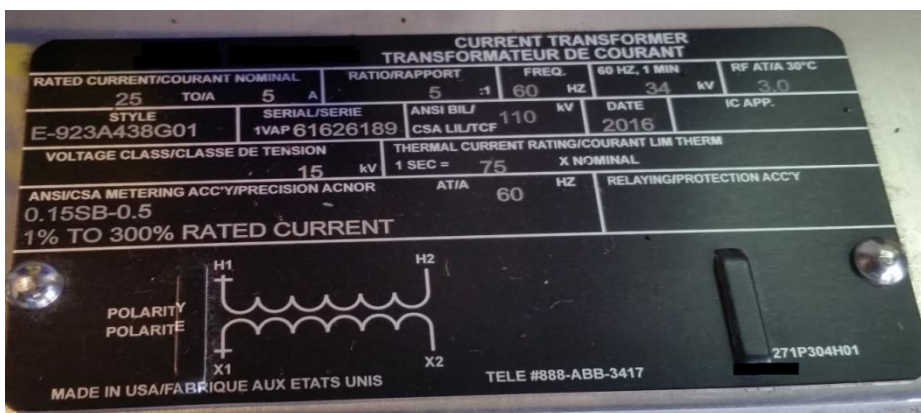 CURRENT TRANSFORMER
TRANSFORMATEUR DE COURANT
RATED CURRENT/COURANT NOMINAL
25 TO/A 5 A
RATIO/RAPPORT
5 :1
FREQ.
60 HZ
60 HZ, 1 MIN
34 kV
RF AT/A 30°C
3.0
STYLE
E-923A438G01
SERIAL/SERIE
1VAP 61626189
ANSI BIL/ 110 kV
CSA LIL/TCF
DATE
2016
IC APP.
VOLTAGE CLASS/CLASSE DE TENSION
15 kV
THERMAL CURRENT RATING/COURANT LIM THERM
1 SEC = 75 X NOMINAL
ANSI/CSA METERING ACC'Y/PRECISION ACNOR AT/A 60 HZ
0.15SB-0.5
1% TO 300% RATED CURRENT
RELAYING/PROTECTION ACC'Y
H1 H2
POLARITY
POLARITE
X1 X2
271P304H01
MADE IN USA/FABRIQUE AUX ETATS UNIS
TELE #888-ABB-3417